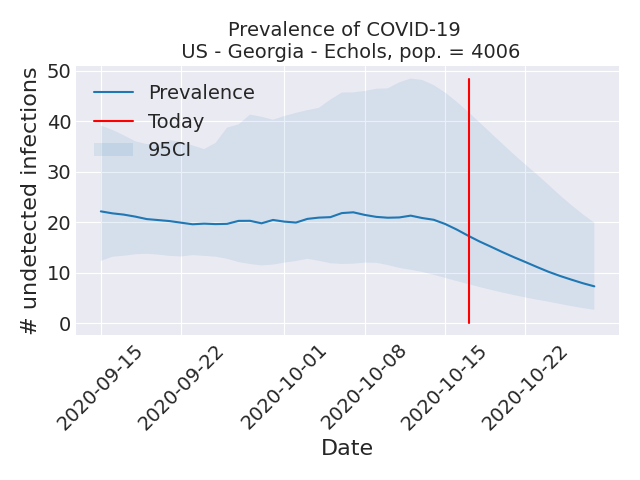 Prevalence of COVID-19
US - Georgia - Echols, pop. = 4006
# undetected infections
50
40
30
20
10
0
Prevalence
Today
95CI
2020-09-15
2020-09-22
2020-10-01
2020-10-08
2020-10-15
2020-10-22
Date